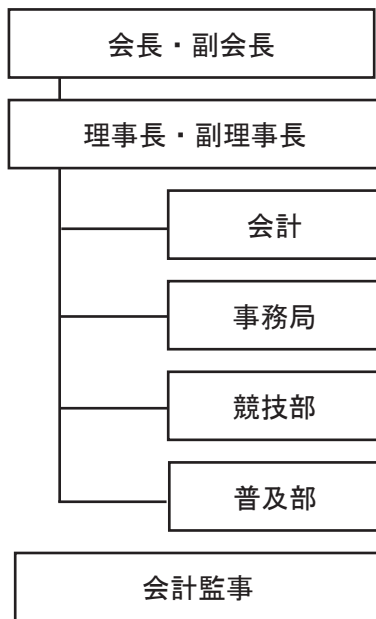 会長・副会長
理事長・副理事長
会計
事務局
競技部
普及部
会計監事